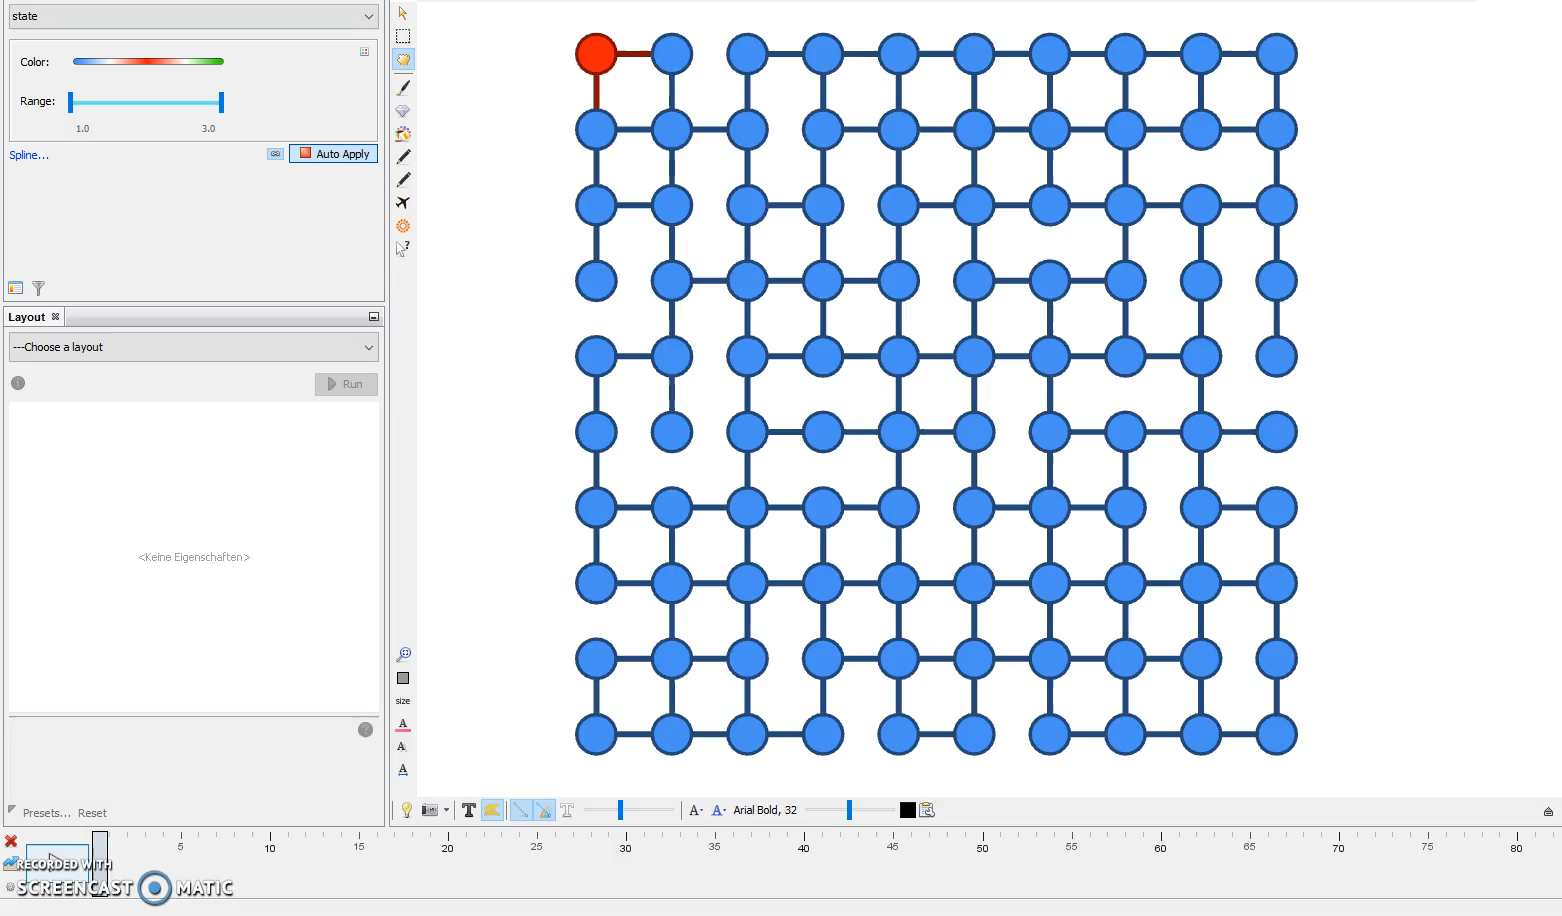 state
Color:
Range:
1.0 3.0
Spline... Auto Apply
Layout
---Choose a layout
Run
<Keine Eigenschaften>
size
A
A
A
Presets... Reset
T T A- A- Arial Bold, 32
5 10 15 20 25 30 35 40 45 50 55 60 65 70 75 80
RECORDED WITH
SCREENCAST MATIC